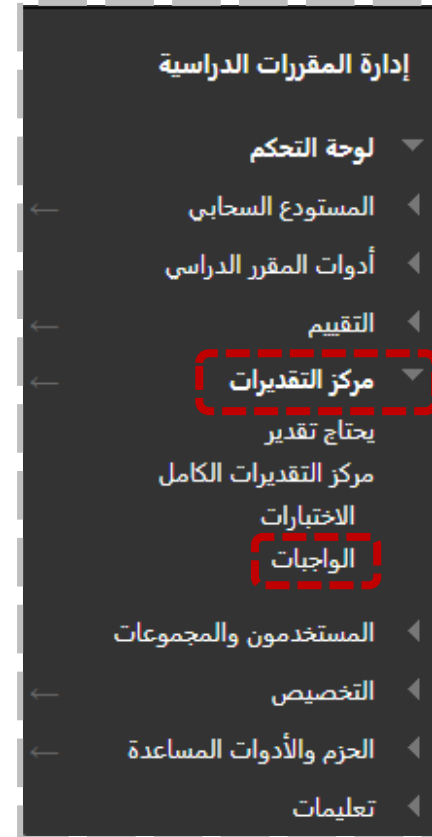 إدارة المقررات الدراسية
لوحة التحكم
المستودع السحابي
أدوات المقرر الدراسي
التقييم
مركز التقديرات
يحتاج تقدير
مركز التقديرات الكامل
الاختبارات
الواجبات
المستخدمون والمجموعات
التخصيص
الحزم والأدوات المساعدة
تعليمات